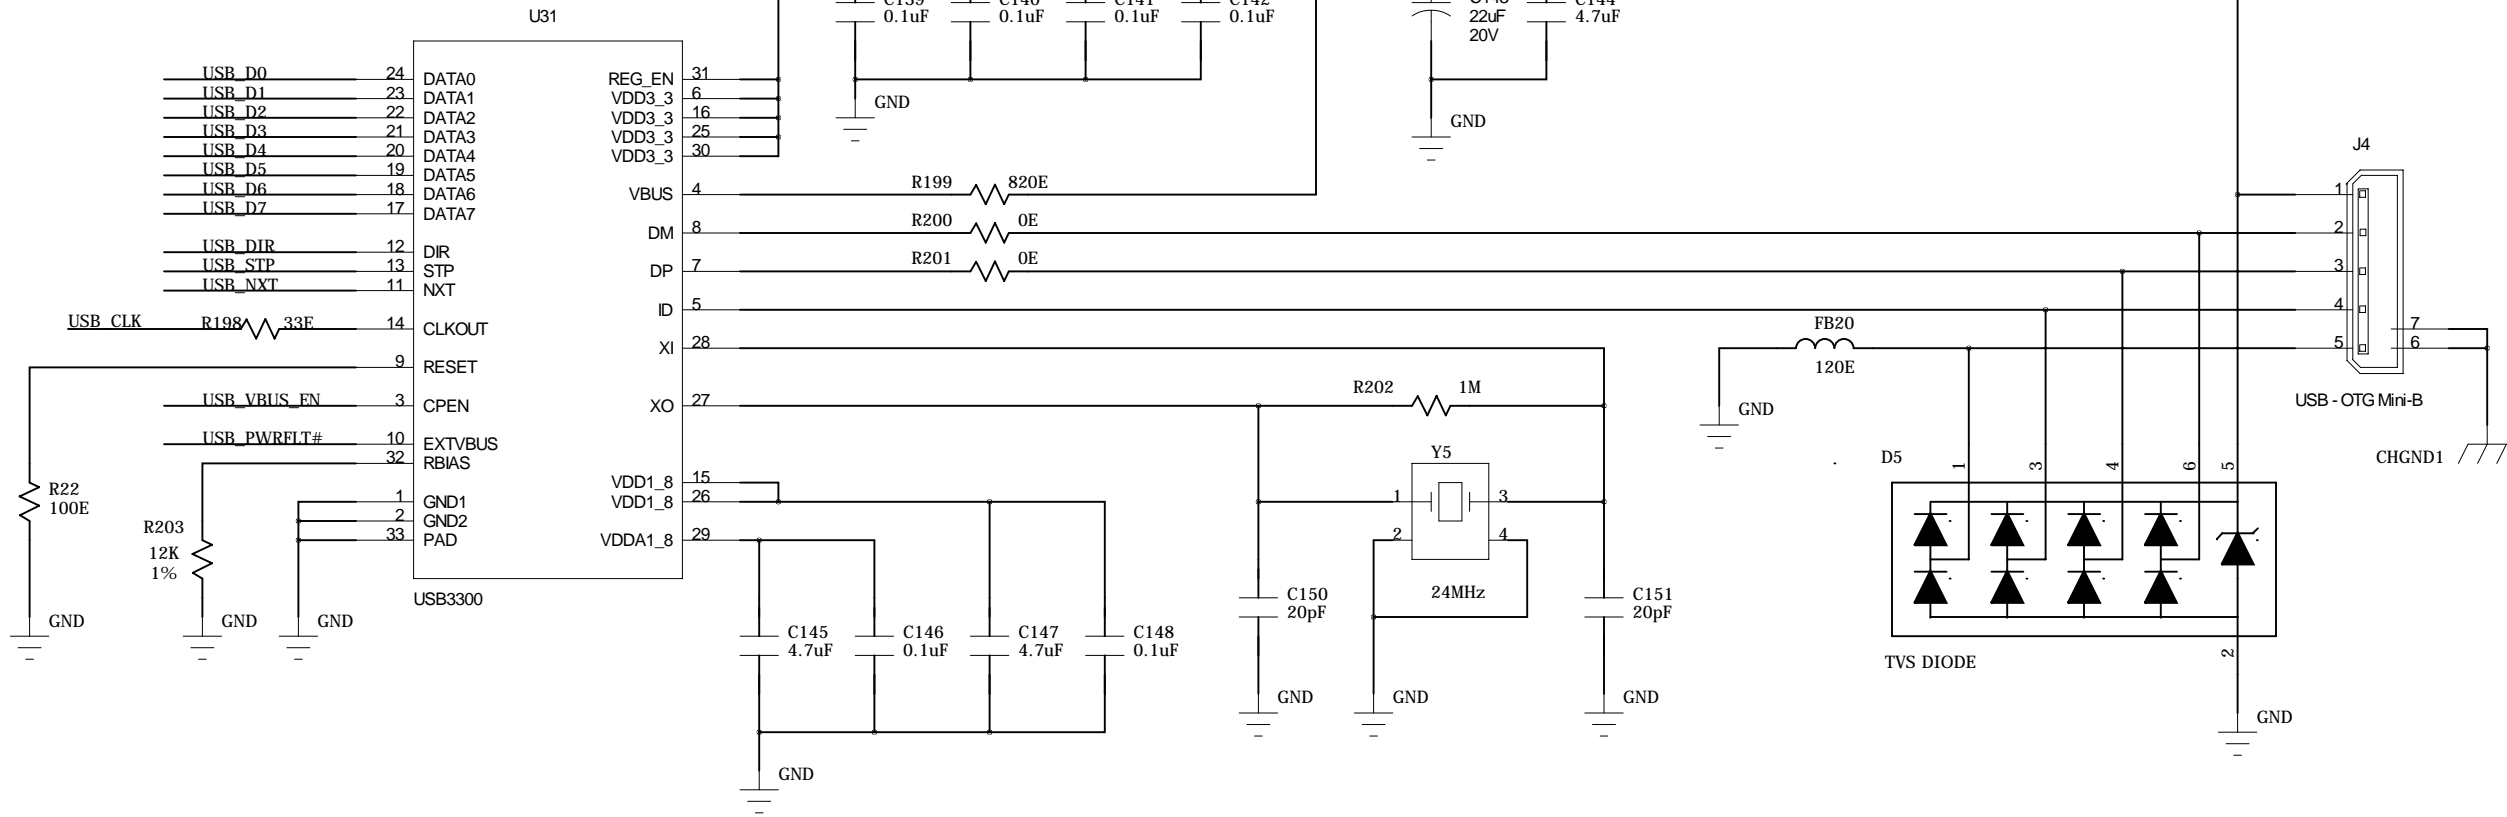 U31
0.1uF
0.1uF
0.1uF
0.1uF
22uF
20V
4.7uF
GND
GND
USB_D0 24 DATA0
USB_D1 23 DATA1
USB_D2 22 DATA2
USB_D3 21 DATA3
USB_D4 20 DATA4
USB_D5 19 DATA5
USB_D6 18 DATA6
USB_D7 17 DATA7
USB_DIR 12 DIR
USB_STP 13 STP
USB_NXT 11 NXT
USB_CLK R198 33E 14 CLKOUT
9 RESET
USB_VBUS_EN 3 CPEN
USB_PWRFLT# 10 EXTVBUS
32 RBIAS
1 GND1
2 GND2
33 PAD
REG_EN 31
VDD3_3 6
VDD3_3 16
VDD3_3 25
VDD3_3 30
VBUS 4 R199 820E
DM 8 R200 0E
DP 7 R201 0E
ID 5
XI 28
XO 27 R202 1M
VDD1_8 15
VDD1_8 26
VDDA1_8 29
USB3300
R22
100E
GND
R203
12K
1%
GND
GND
C145
4.7uF
C146
0.1uF
C147
4.7uF
C148
0.1uF
GND
Y5
1
3
2
4
24MHz
C150
20pF
GND
GND
C151
20pF
GND
J4
1
2
3
4
5
7
6
USB - OTG Mini-B
CHGND1
FB20
120E
GND
D5
1
3
4
6
5
2
TVS DIODE
GND